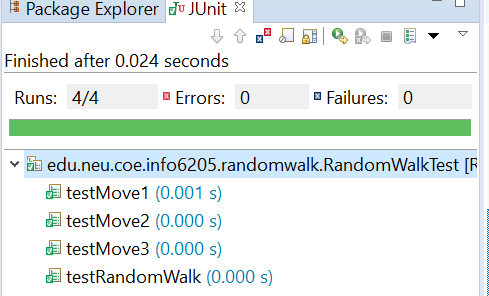 Package Explorer JUnit
Finished after 0.024 seconds
Runs: 4/4 Errors: 0 Failures: 0
edu.neu.coe.info6205.randomwalk.RandomWalkTest [R
testMove1 (0.001 s)
testMove2 (0.000 s)
testMove3 (0.000 s)
testRandomWalk (0.000 s)